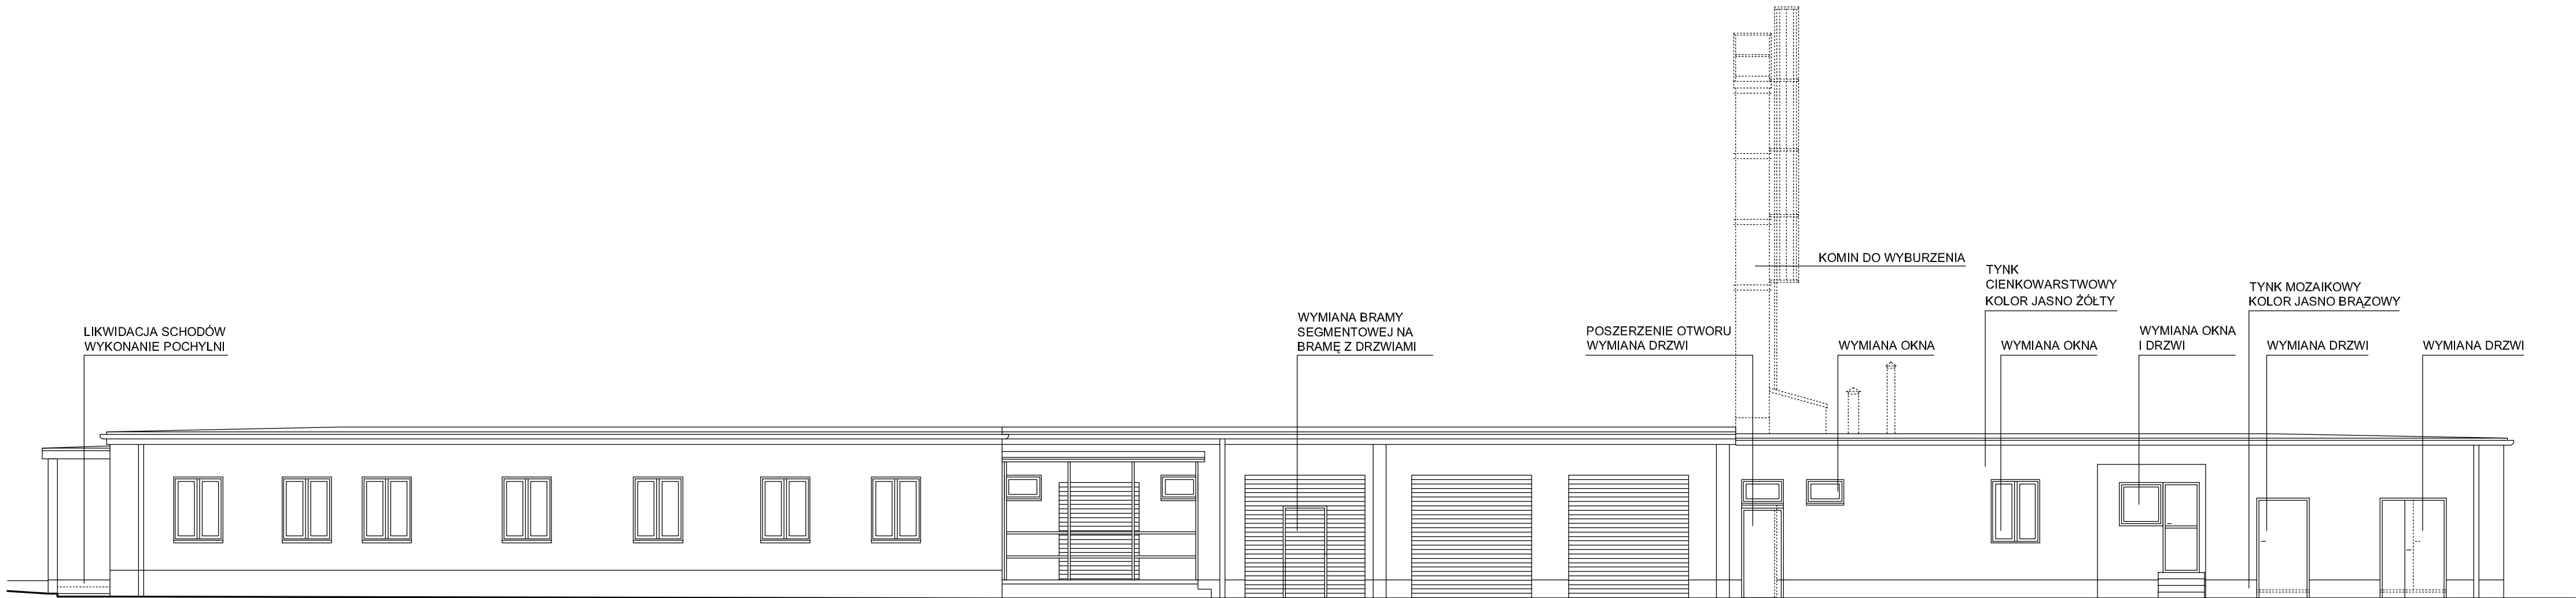 LIKWIDACJA SCHODÓW
WYKONANIE POCHYLNI
WYMIANA BRAMY
SEGMENTOWEJ NA
BRAMĘ Z DRZWIAMI
POSZERZENIE OTWORU
WYMIANA DRZWI
KOMIN DO WYBURZENIA
WYMIANA OKNA
TYNK
CIENKOWARSTWOWY
KOLOR JASNO ŻÓŁTY
WYMIANA OKNA
WYMIANA OKNA
I DRZWI
TYNK MOZAIKOWY
KOLOR JASNO BRĄZOWY
WYMIANA DRZWI
WYMIANA DRZWI